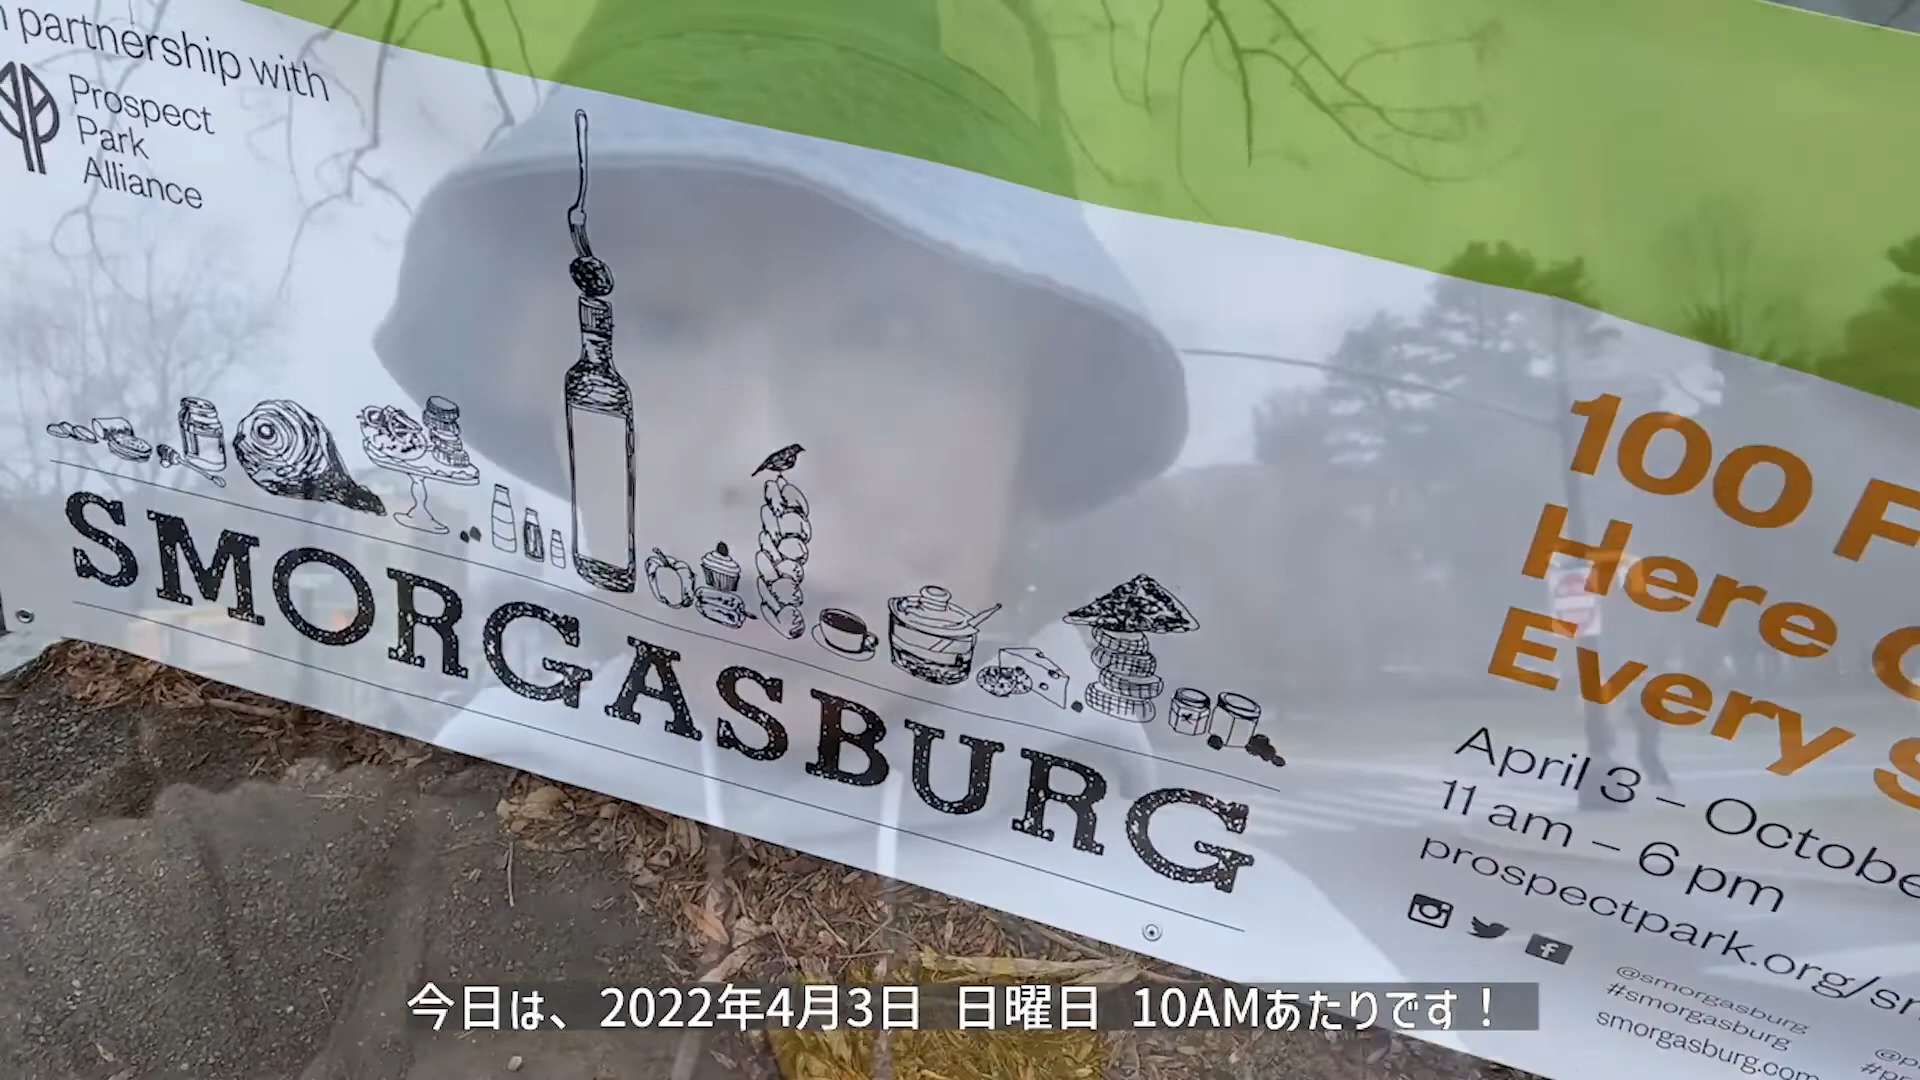 partnership with
Prospect
Park
Alliance
SMORGASBURG
100
Here
Every
April 3 –
11 am – 6 pm
prospectpark.org/
@smorgasburg
#smorgasburg
smorgasburg.com
今日は、2022年4月3日 日曜日 10AMあたりです！